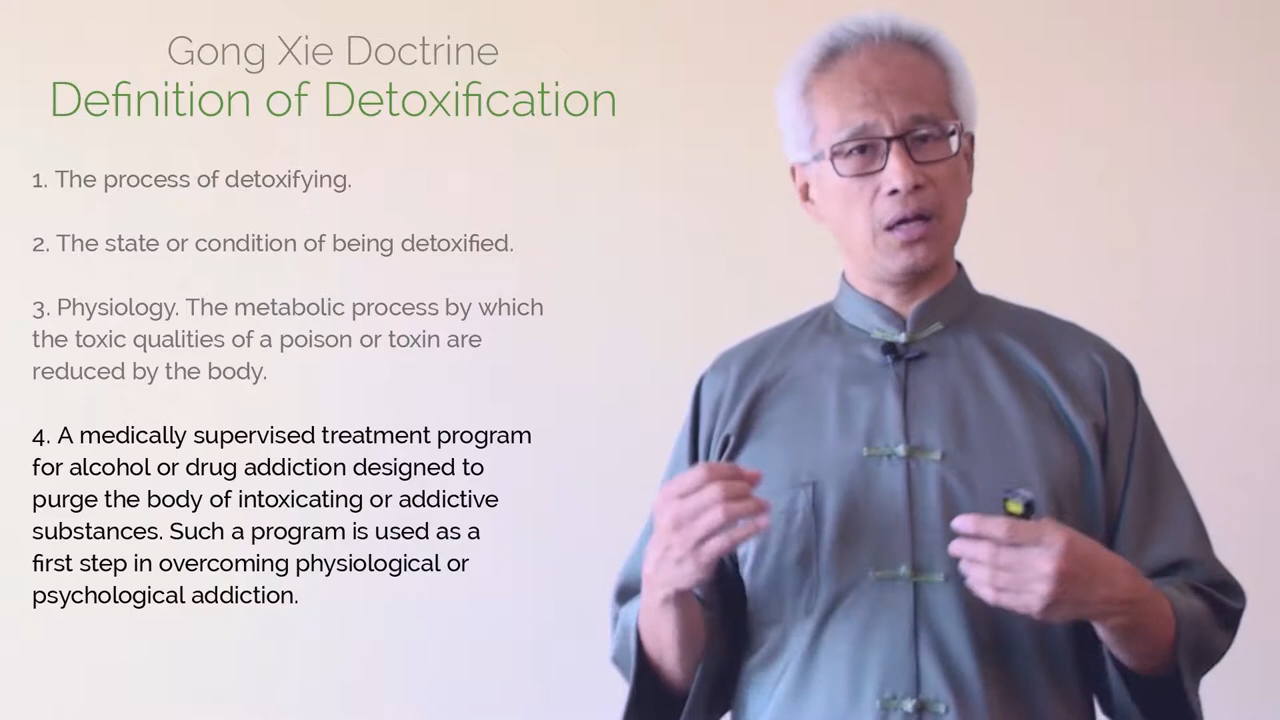 Gong Xie Doctrine
Definition of Detoxification
1. The process of detoxifying.
2. The state or condition of being detoxified.
3. Physiology. The metabolic process by which
the toxic qualities of a poison or toxin are
reduced by the body.
4. A medically supervised treatment program
for alcohol or drug addiction designed to
purge the body of intoxicating or addictive
substances. Such a program is used as a
first step in overcoming physiological or
psychological addiction.